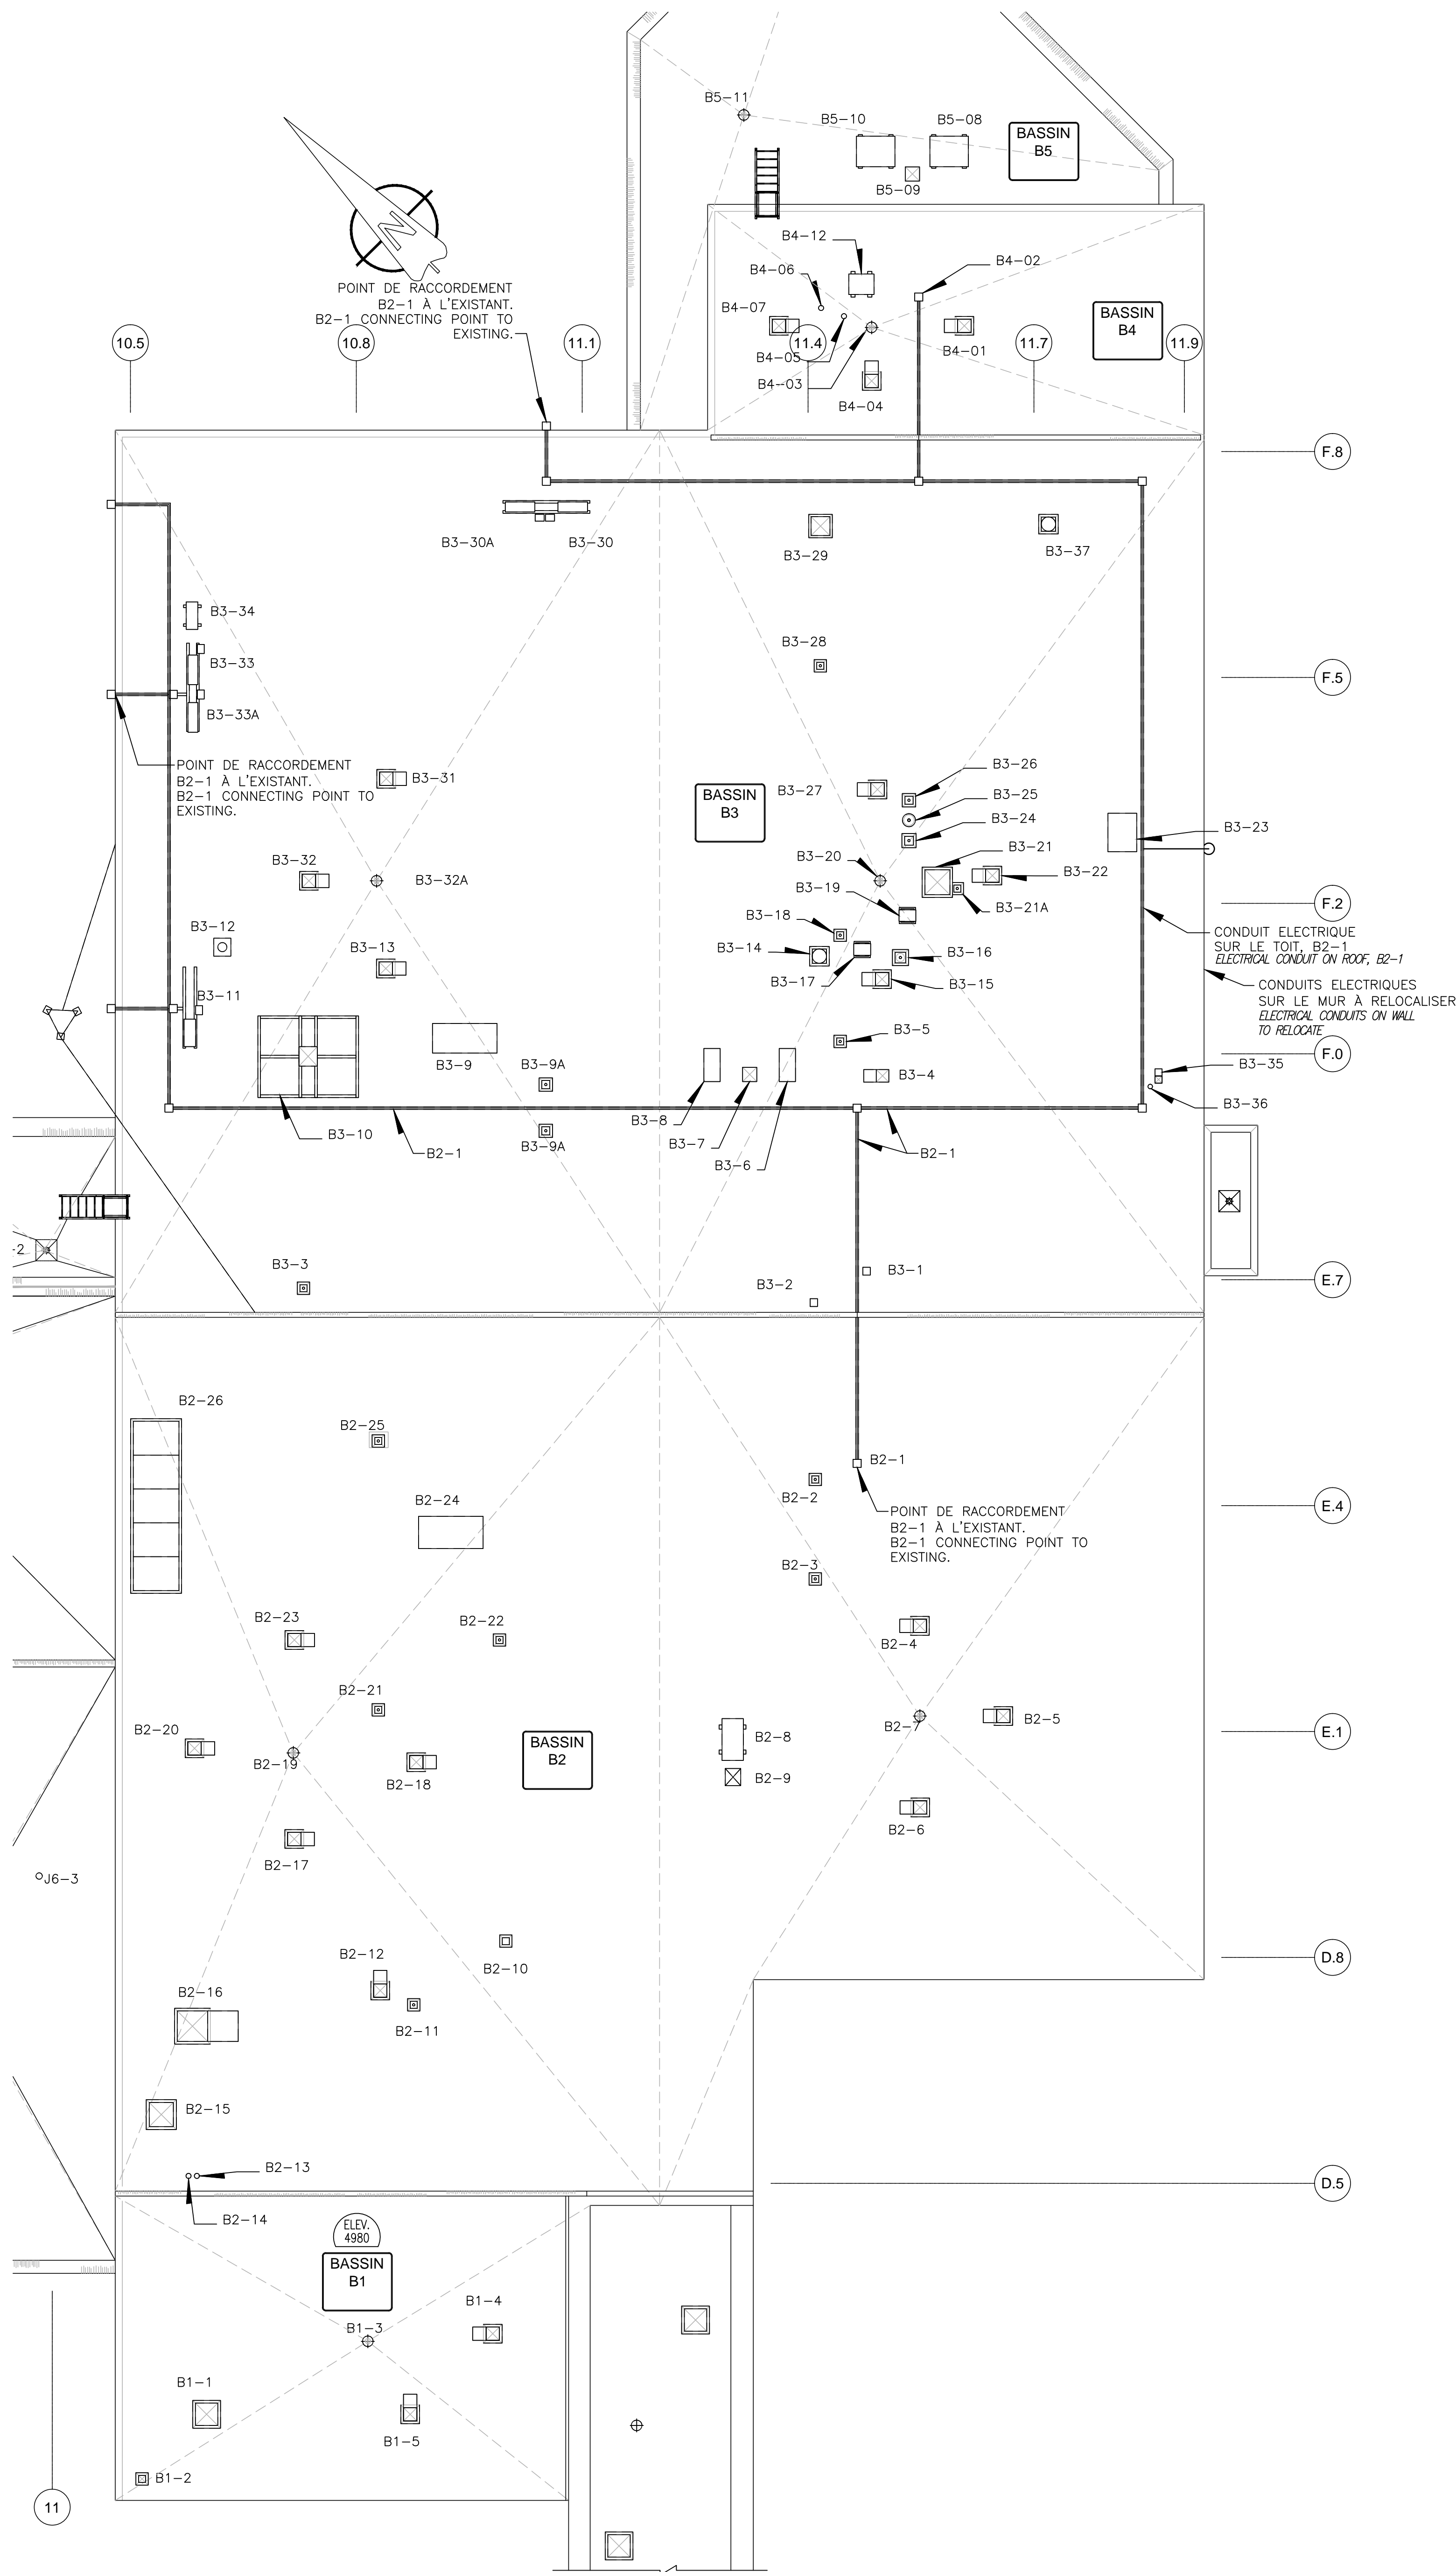 B5-11
B5-10
B5-08
BASSIN
B5
B5-09
N
B4-12
B4-06
B4-02
POINT DE RACCORDEMENT
B2-1 À L'EXISTANT.
B2-1 CONNECTING POINT TO
EXISTING.
B4-07
BASSIN
B4
10.5
10.8
11.1
11.4
11.7
11.9
B4-05
B4-01
B4-03
B4-04
F.8
B3-30A
B3-30
B3-29
B3-37
B3-34
B3-28
B3-33
F.5
B3-33A
POINT DE RACCORDEMENT
B2-1 À L'EXISTANT.
B2-1 CONNECTING POINT TO
EXISTING.
B3-31
BASSIN
B3
B3-27
B3-26
B3-25
B3-24
B3-23
B3-32
B3-32A
B3-20
B3-21
B3-22
B3-19
B3-21A
F.2
B3-12
B3-18
B3-14
B3-16
B3-13
B3-17
B3-15
CONDUIT ELECTRIQUE
SUR LE TOIT, B2-1
ELECTRICAL CONDUIT ON ROOF, B2-1
CONDUITS ELECTRIQUES
SUR LE MUR À RELOCALISER
ELECTRICAL CONDUITS ON WALL
TO RELOCATE
B3-11
B3-5
F.0
B3-9
B3-9A
B3-4
B3-35
B3-36
B3-10
B3-8
B3-7
B3-6
B2-1
B3-9A
B2-1
-2
B3-3
B3-2
B3-1
E.7
B2-26
B2-25
B2-1
B2-2
B2-24
POINT DE RACCORDEMENT
B2-1 À L'EXISTANT.
B2-1 CONNECTING POINT TO
EXISTING.
E.4
B2-3
B2-23
B2-22
B2-4
B2-21
B2-20
B2-7
B2-5
B2-19
B2-18
BASSIN
B2
B2-8
B2-9
E.1
B2-6
B2-17
J6-3
B2-12
B2-10
D.8
B2-16
B2-11
B2-15
B2-13
D.5
B2-14
ELEV.
4980
BASSIN
B1
B1-4
B1-3
B1-1
B1-5
B1-2
11